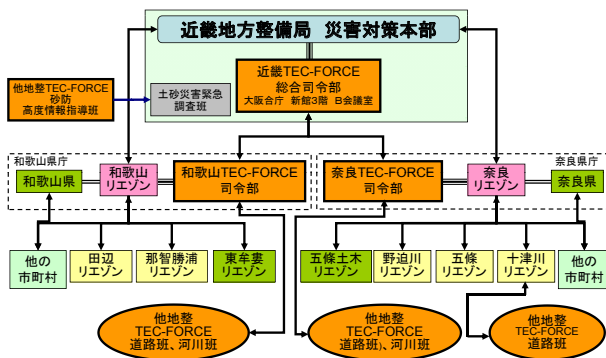 近畿地方整備局 災害対策本部
他地整TEC-FORCE
砂防
高度情報指導班
土砂災害緊急
調査班
近畿TEC-FORCE
総合司令部
大阪合庁 新館3階 B会議室
和歌山県庁
和歌山県
和歌山
リエゾン
和歌山TEC-FORCE
司令部
奈良TEC-FORCE
司令部
奈良
リエゾン
奈良県庁
奈良県
他の
市町村
田辺
リエゾン
那智勝浦
リエゾン
東牟婁
リエゾン
五條土木
リエゾン
野迫川
リエゾン
五條
リエゾン
十津川
リエゾン
他の
市町村
他地整
TEC-FORCE
道路班、河川班
他地整
TEC-FORCE
道路班)、河川班
他地整
TEC-FORCE
道路班